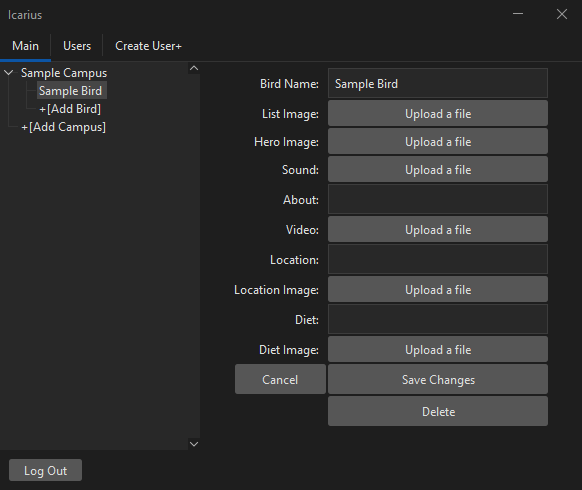 Icarius
Main Users Create User+
Sample Campus
Sample Bird
+[Add Bird]
+[Add Campus]
Bird Name: Sample Bird
List Image: Upload a file
Hero Image: Upload a file
Sound: Upload a file
About:
Video: Upload a file
Location:
Location Image: Upload a file
Diet:
Diet Image: Upload a file
Cancel Save Changes
Delete
Log Out